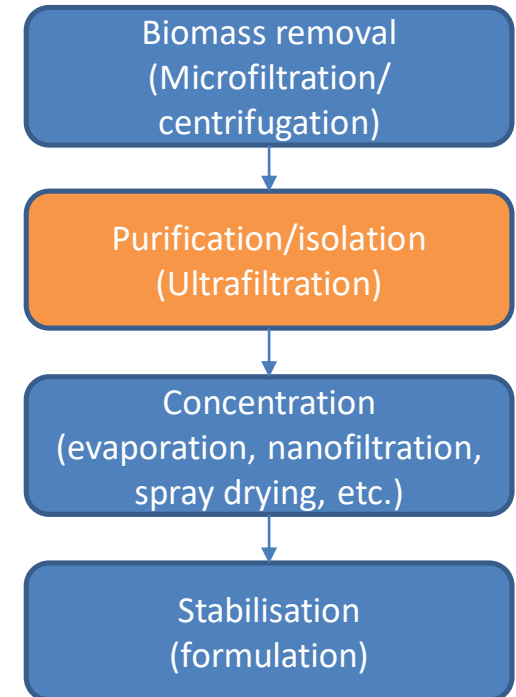 Biomass removal
(Microfiltration/
centrifugation)
Purification/isolation
(Ultrafiltration)
Concentration
(evaporation, nanofiltration,
spray drying, etc.)
Stabilisation
(formulation)